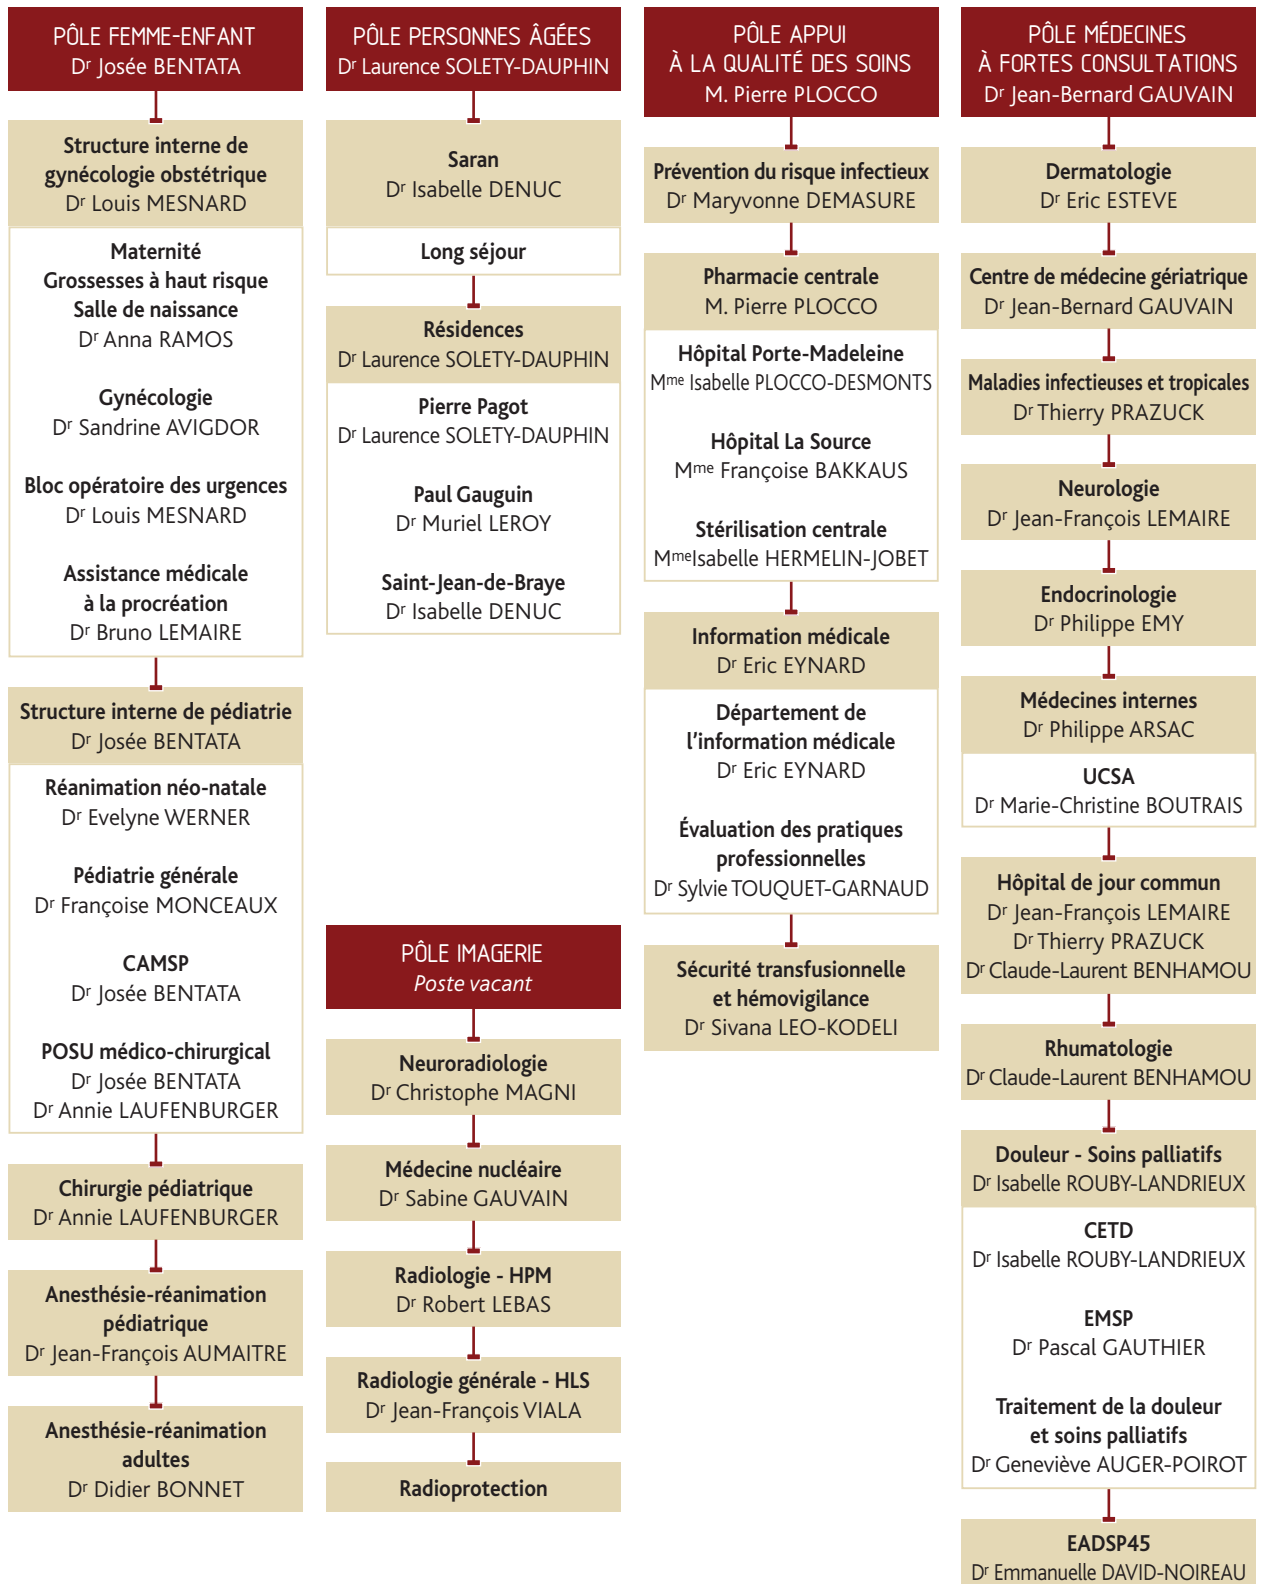 PÔLE FEMME-ENFANT
Dr Josée BENTATA
Structure interne de
gynécologie obstétrique
Dr Louis MESNARD
Maternité
Grossesses à haut risque
Salle de naissance
Dr Anna RAMOS
Gynécologie
Dr Sandrine AVIGDOR
Bloc opératoire des urgences
Dr Louis MESNARD
Assistance médicale
à la procréation
Dr Bruno LEMAIRE
Structure interne de pédiatrie
Dr Josée BENTATA
Réanimation néo-natale
Dr Evelyne WERNER
Pédiatrie générale
Dr Françoise MONCEAUX
CAMSP
Dr Josée BENTATA
POSU médico-chirurgical
Dr Josée BENTATA
Dr Annie LAUFENBURGER
Chirurgie pédiatrique
Dr Annie LAUFENBURGER
Anesthésie-réanimation
pédiatrique
Dr Jean-François AUMAITRE
Anesthésie-réanimation
adultes
Dr Didier BONNET
PÔLE PERSONNES ÂGÉES
Dr Laurence SOLETY-DAUPHIN
Saran
Dr Isabelle DENUC
Long séjour
Résidences
Dr Laurence SOLETY-DAUPHIN
Pierre Pagot
Dr Laurence SOLETY-DAUPHIN
Paul Gauguin
Dr Muriel LEROY
Saint-Jean-de-Braye
Dr Isabelle DENUC
PÔLE IMAGERIE
Poste vacant
Neuroradiologie
Dr Christophe MAGNI
Médecine nucléaire
Dr Sabine GAUVAIN
Radiologie - HPM
Dr Robert LEBAS
Radiologie générale - HLS
Dr Jean-François VIALA
Radioprotection
PÔLE APPUI
À LA QUALITÉ DES SOINS
M. Pierre PLOCCO
Prévention du risque infectieux
Dr Maryvonne DEMASURE
Pharmacie centrale
M. Pierre PLOCCO
Hôpital Porte-Madeleine
Mme Isabelle PLOCCO-DESMONTS
Hôpital La Source
Mme Françoise BAKKAUS
Stérilisation centrale
MmeIsabelle HERMELIN-JOBET
Information médicale
Dr Eric EYNARD
Département de
l'information médicale
Dr Eric EYNARD
Évaluation des pratiques
professionnelles
Dr Sylvie TOUQUET-GARNAUD
Sécurité transfusionnelle
et hémovigilance
Dr Sivana LEO-KODELI
PÔLE MÉDECINES
À FORTES CONSULTATIONS
Dr Jean-Bernard GAUVAIN
Dermatologie
Dr Eric ESTEVE
Centre de médecine gériatrique
Dr Jean-Bernard GAUVAIN
Maladies infectieuses et tropicales
Dr Thierry PRAZUCK
Neurologie
Dr Jean-François LEMAIRE
Endocrinologie
Dr Philippe EMY
Médecines internes
Dr Philippe ARSAC
UCSA
Dr Marie-Christine BOUTRAIS
Hôpital de jour commun
Dr Jean-François LEMAIRE
Dr Thierry PRAZUCK
Dr Claude-Laurent BENHAMOU
Rhumatologie
Dr Claude-Laurent BENHAMOU
Douleur - Soins palliatifs
Dr Isabelle ROUBY-LANDRIEUX
CETD
Dr Isabelle ROUBY-LANDRIEUX
EMSP
Dr Pascal GAUTHIER
Traitement de la douleur
et soins palliatifs
Dr Geneviève AUGER-POIROT
EADSP45
Dr Emmanuelle DAVID-NOIREAU